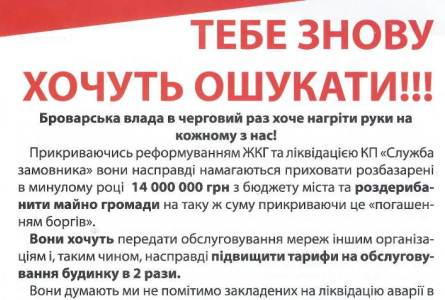 ТЕБЕ ЗНОВУ
ХОЧУТЬ ОШУКАТИ!!!
Броварська влада в черговий раз хоче нагріти руки на
кожному з нас!
Прикриваючись реформуванням ЖКГ та ліквідацією КП «Служба
замовника» вони насправді намагаються приховати розбазарені
в минулому році 14 000 000 грн з бюджету міста та роздериба-
нити майно громади на таку ж суму прикриваючи це «погашен-
ням боргів».
Вони хочуть передати обслуговування мереж іншим організа-
ціям і, таким чином, насправді підвищити тарифи на обслугову-
вання будинку в 2 рази.
Вони думають ми не помітимо закладених на ліквідацію аварії в